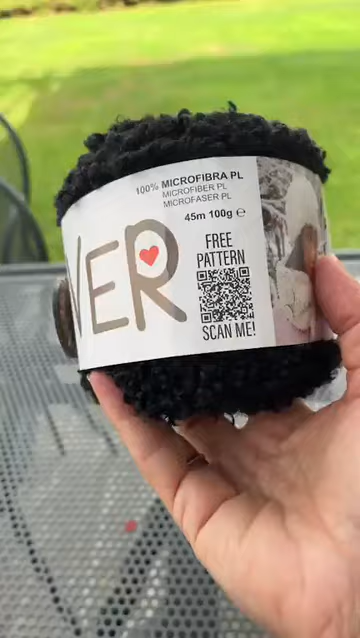 100% MICROFIBRA PL
MICROFIBER PL
MICROFASER PL
45m 100g ℮
VER
FREE
PATTERN
SCAN ME!